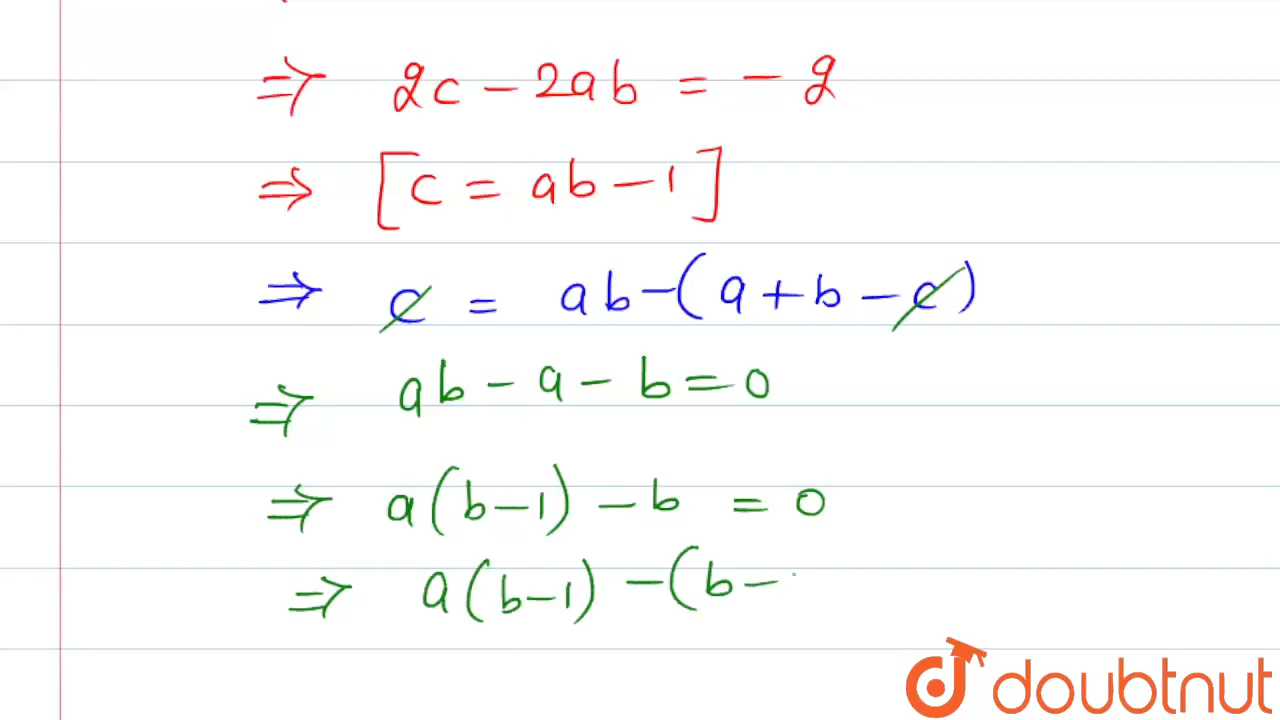 ⇒ 2c - 2ab = - 2
⇒ [c = ab - 1]
⇒ c = ab - (a + b - c)
⇒ ab - a - b = 0
⇒ a(b - 1) - b = 0
⇒ a(b - 1) - (b -
doubtnut